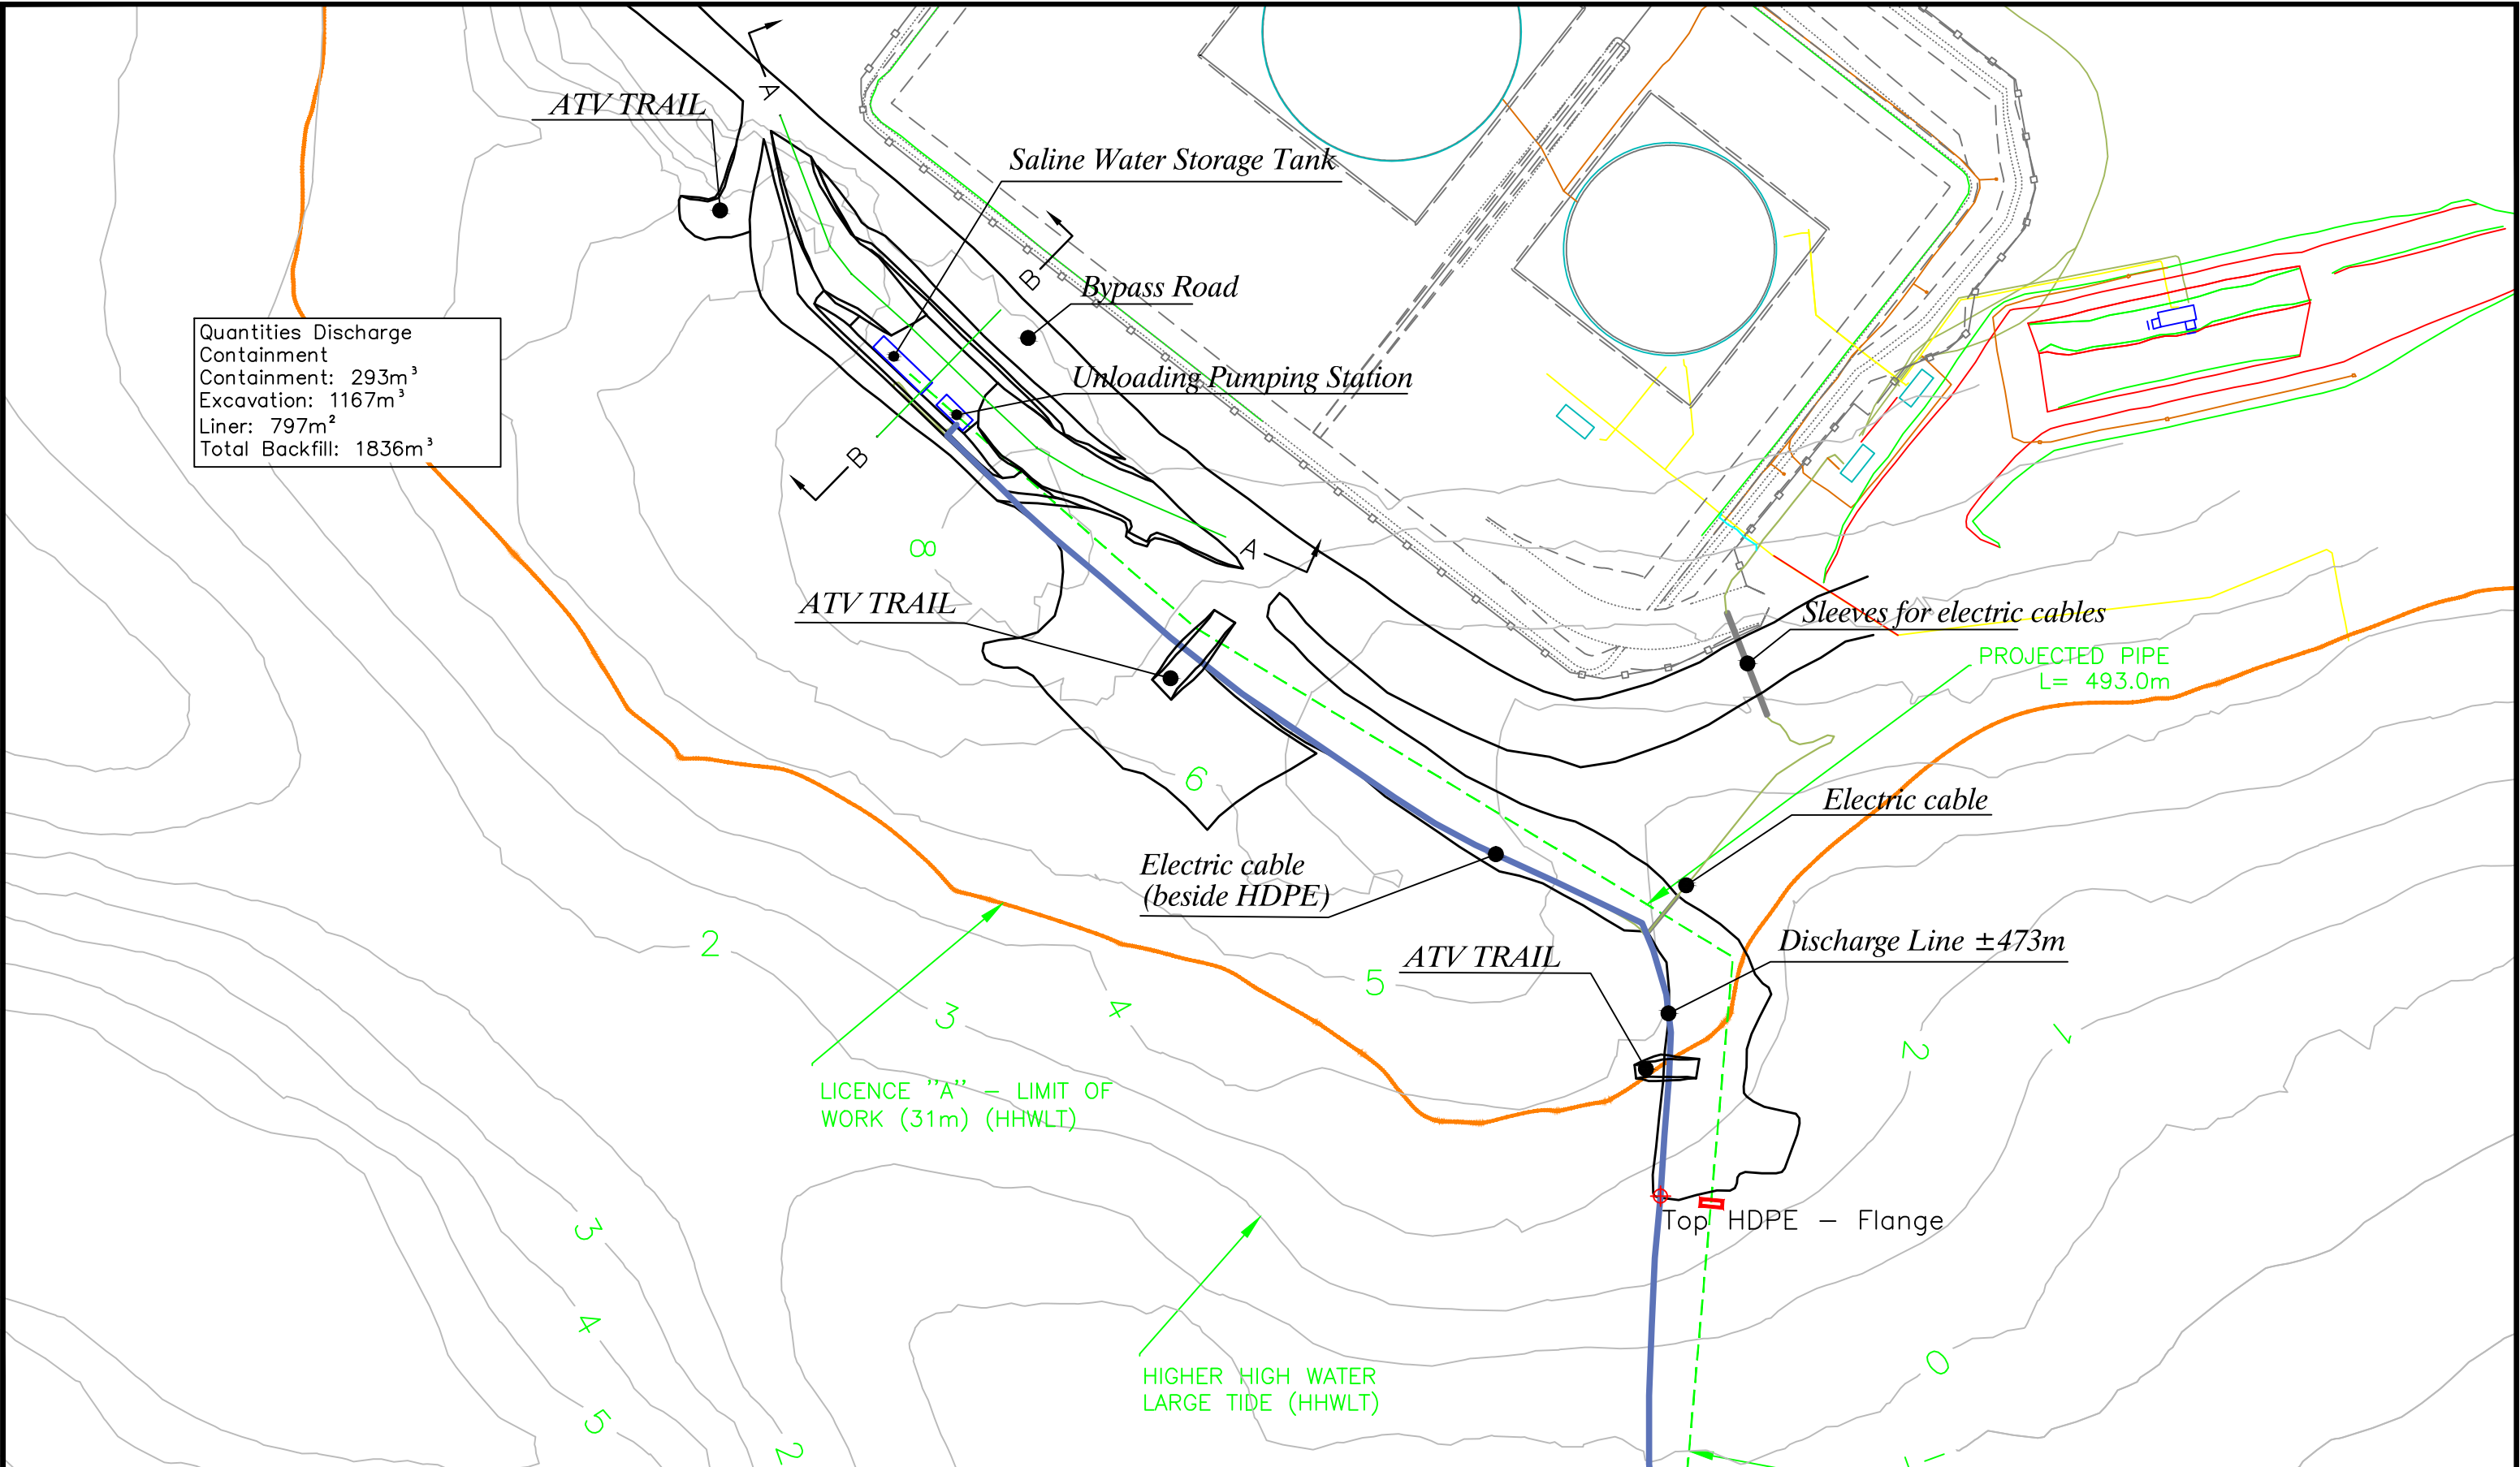 A
ATV TRAIL
Saline Water Storage Tank
B
Bypass Road
Quantities Discharge
Containment
Containment: 293m³
Excavation: 1167m³
Liner: 797m²
Total Backfill: 1836m³
Unloading Pumping Station
B
8
A
ATV TRAIL
Sleeves for electric cables
PROJECTED PIPE
L= 493.0m
6
Electric cable
Electric cable
(beside HDPE)
2
ATV TRAIL
Discharge Line ±473m
5
3
4
2
1
LICENCE ''A'' – LIMIT OF
WORK (31m) (HHWLT)
3
Top HDPE – Flange
4
0
HIGHER HIGH WATER
LARGE TIDE (HHWLT)
5
2